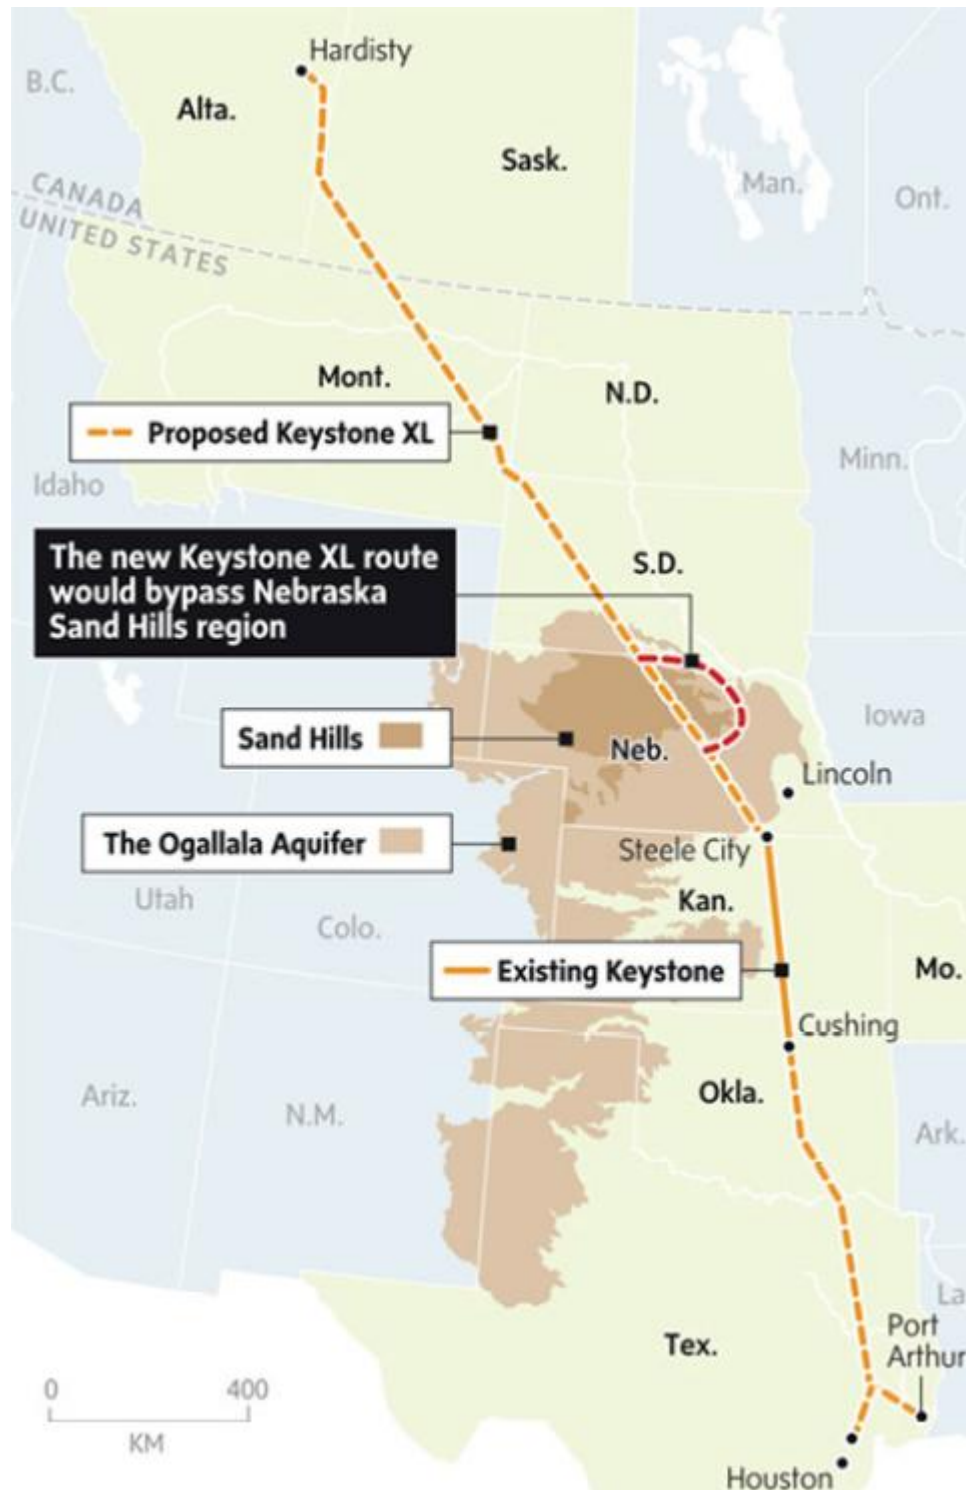 Hardisty
B.C.
Alta.
Sask.
Man.
Ont.
CANADA
UNITED STATES
Mont.
N.D.
Proposed Keystone XL
Minn.
Idaho
The new Keystone XL route
would bypass Nebraska
Sand Hills region
S.D.
Iowa
Sand Hills
Neb.
Lincoln
The Ogallala Aquifer
Steele City
Utah
Colo.
Kan.
Existing Keystone
Mo.
Cushing
Ariz.
N.M.
Okla.
Ark.
La
Port
Arthur
Tex.
0 400
KM
Houston